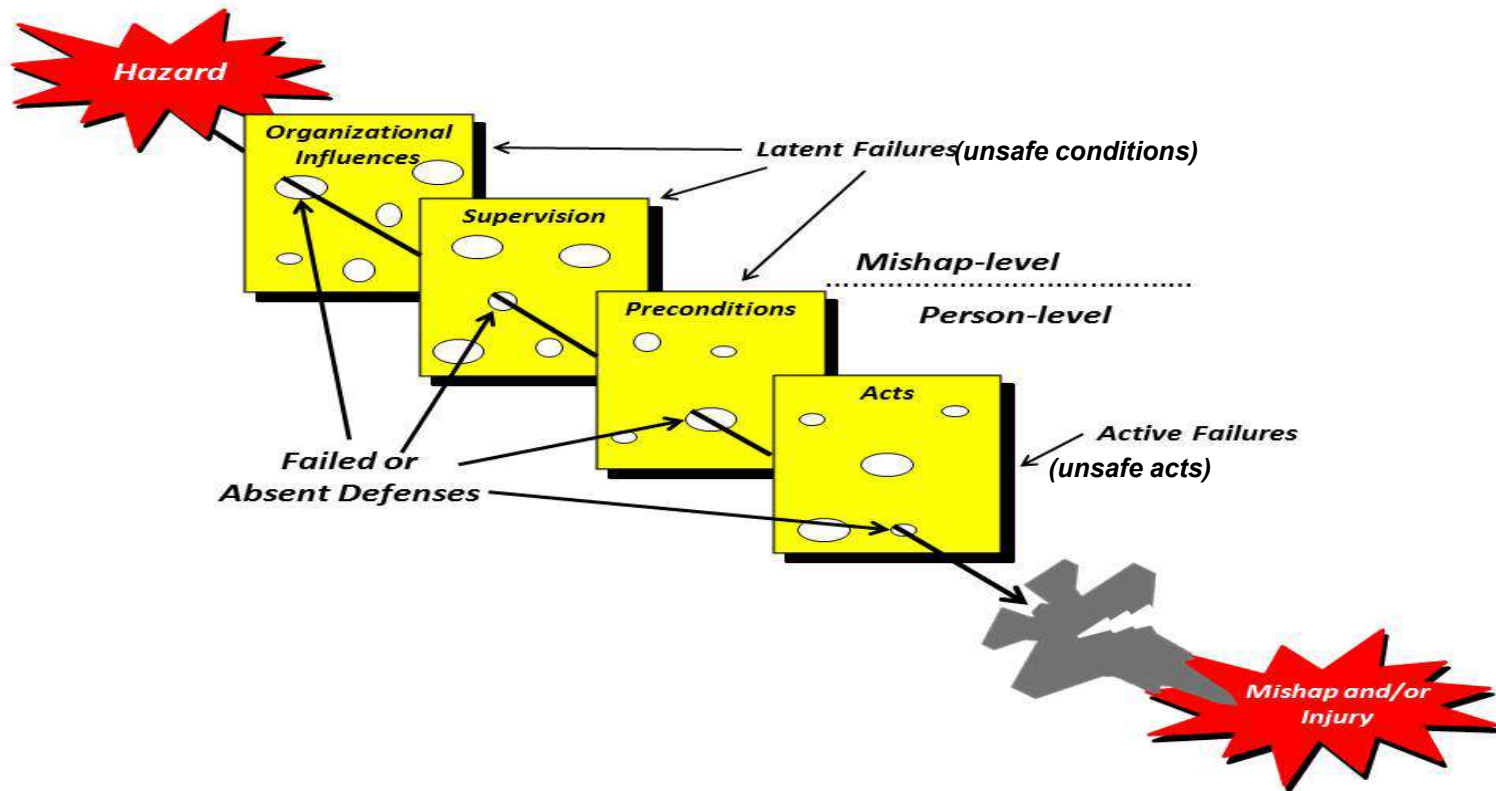 Hazard
Organizational
Influences
Latent Failures(unsafe conditions)
Supervision
Mishap-level
Person-level
Preconditions
Acts
Active Failures
(unsafe acts)
Failed or
Absent Defenses
Mishap and/or
Injury